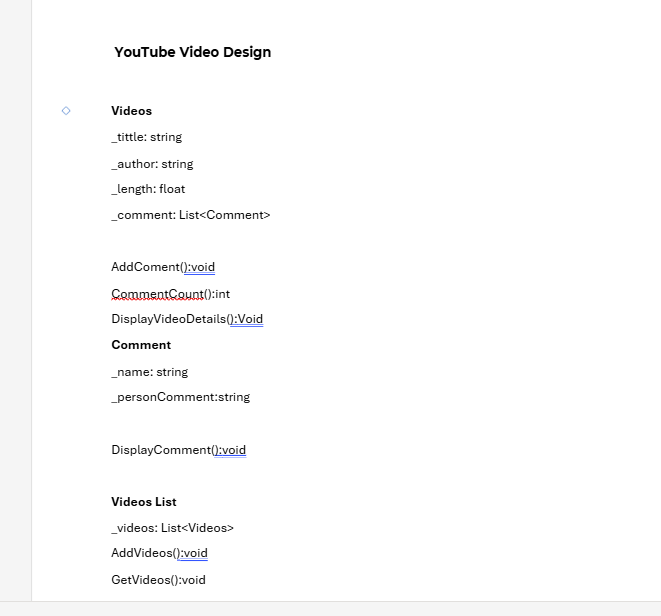 YouTube Video Design
Videos
_tittle: string
_author: string
_length: float
_comment: List<Comment>
AddComent():void
CommentCount():int
DisplayVideoDetails():Void
Comment
_name: string
_personComment:string
DisplayComment():void
Videos List
_videos: List<Videos>
AddVideos():void
GetVideos():void